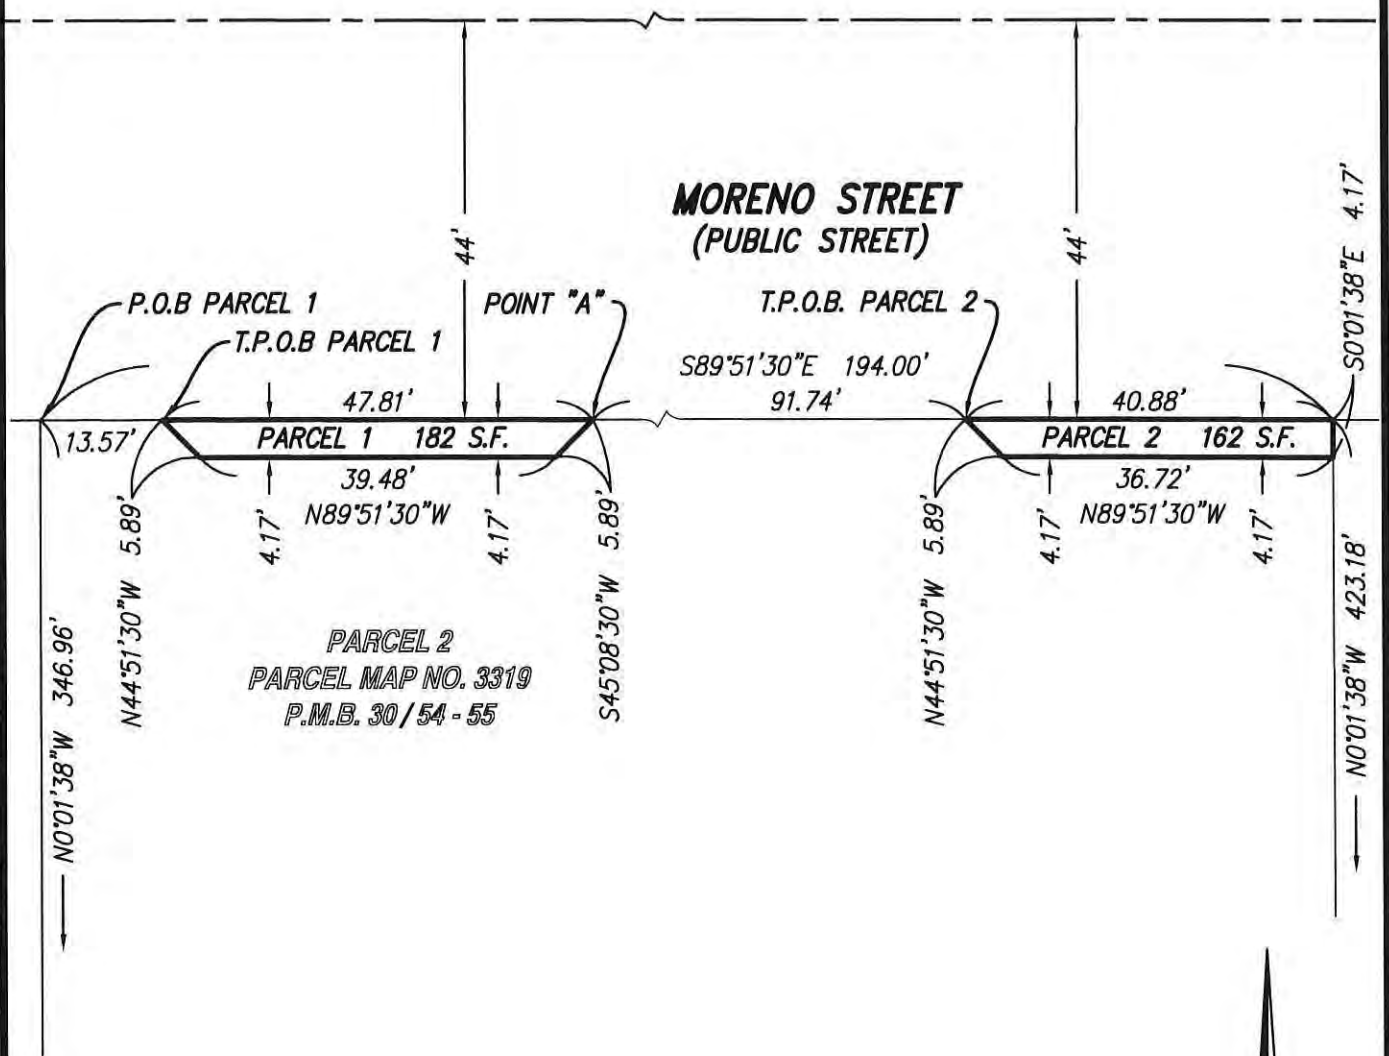 MORENO STREET
(PUBLIC STREET)
44'
44'
S0°01'38"E 4.17'
P.O.B PARCEL 1
T.P.O.B PARCEL 1
POINT "A"
T.P.O.B. PARCEL 2
S89°51'30"E 194.00'
47.81'
91.74'
40.88'
13.57'
PARCEL 1 182 S.F.
PARCEL 2 162 S.F.
39.48'
N89°51'30"W
36.72'
N89°51'30"W
N44°51'30"W 5.89'
4.17'
4.17'
S45°08'30"W 5.89'
N44°51'30"W 5.89'
4.17'
4.17'
N0°01'38"W 346.96'
N0°01'38"W 423.18'
PARCEL 2
PARCEL MAP NO. 3319
P.M.B. 30 / 54 - 55